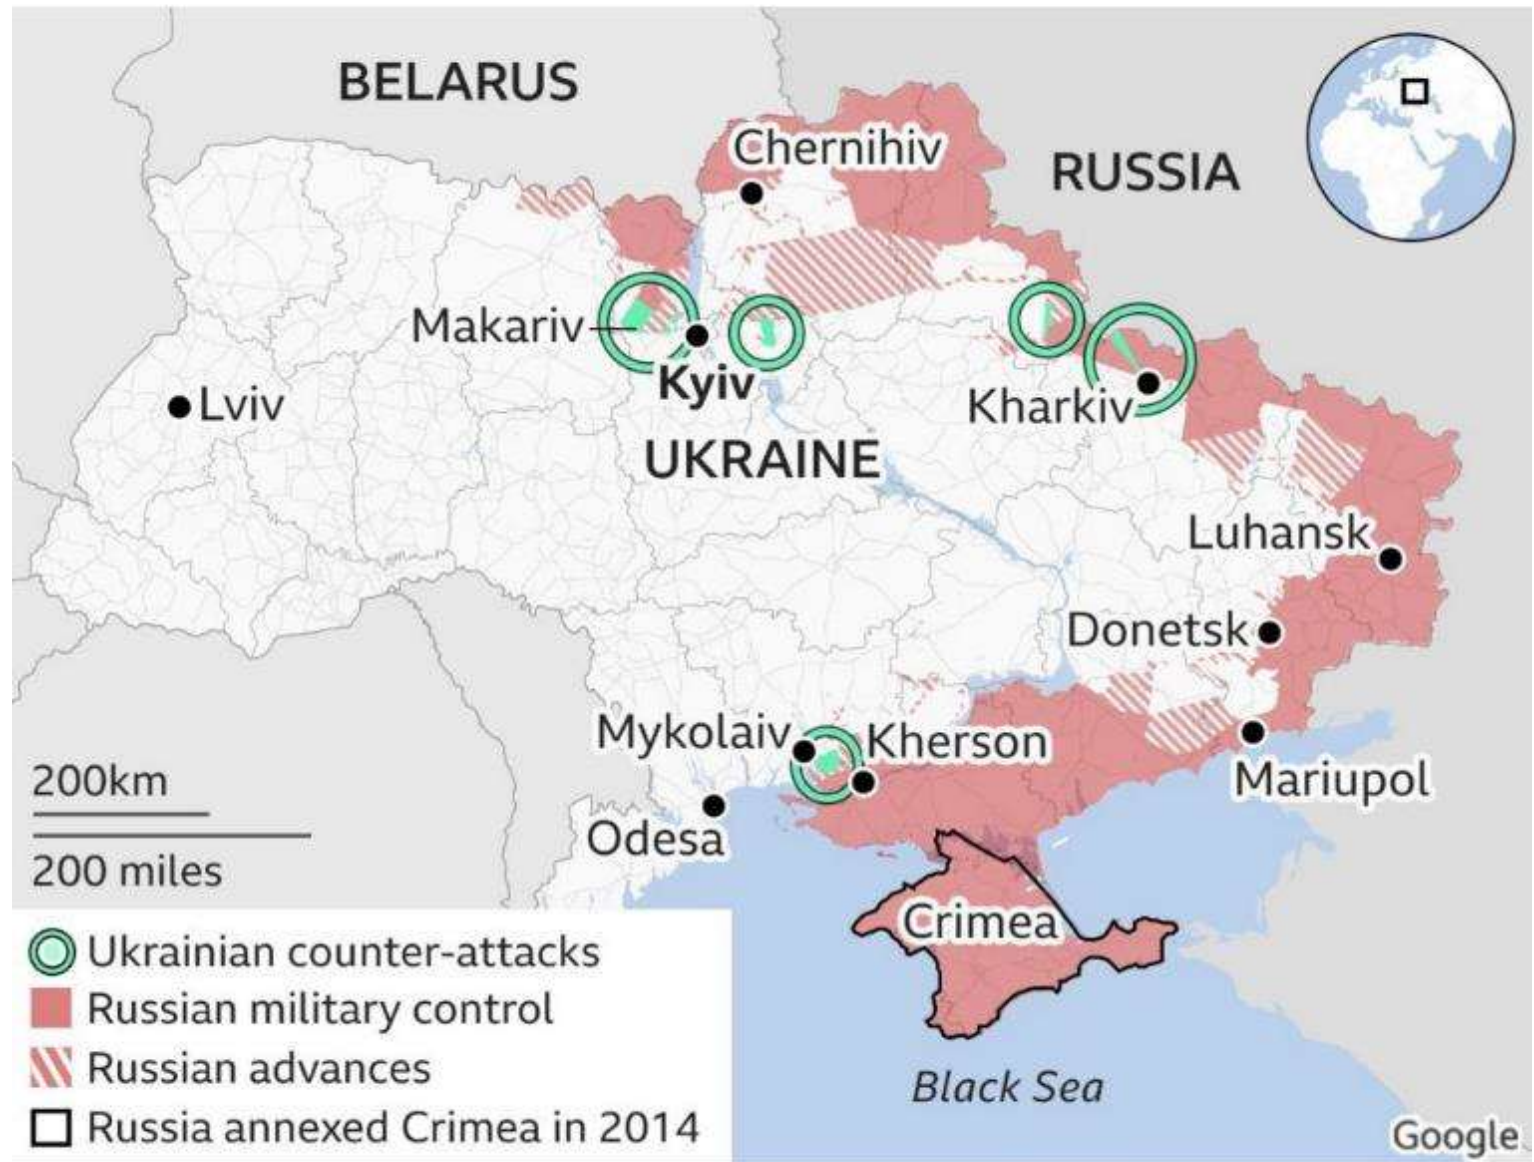 BELARUS
Chernihiv
RUSSIA
Makariv
Kyiv
Lviv
Kharkiv
UKRAINE
Luhansk
Donetsk
Mykolaiv
Kherson
Mariupol
Odesa
200km
200 miles
Crimea
Black Sea
Ukrainian counter-attacks
Russian military control
Russian advances
Russia annexed Crimea in 2014
Google